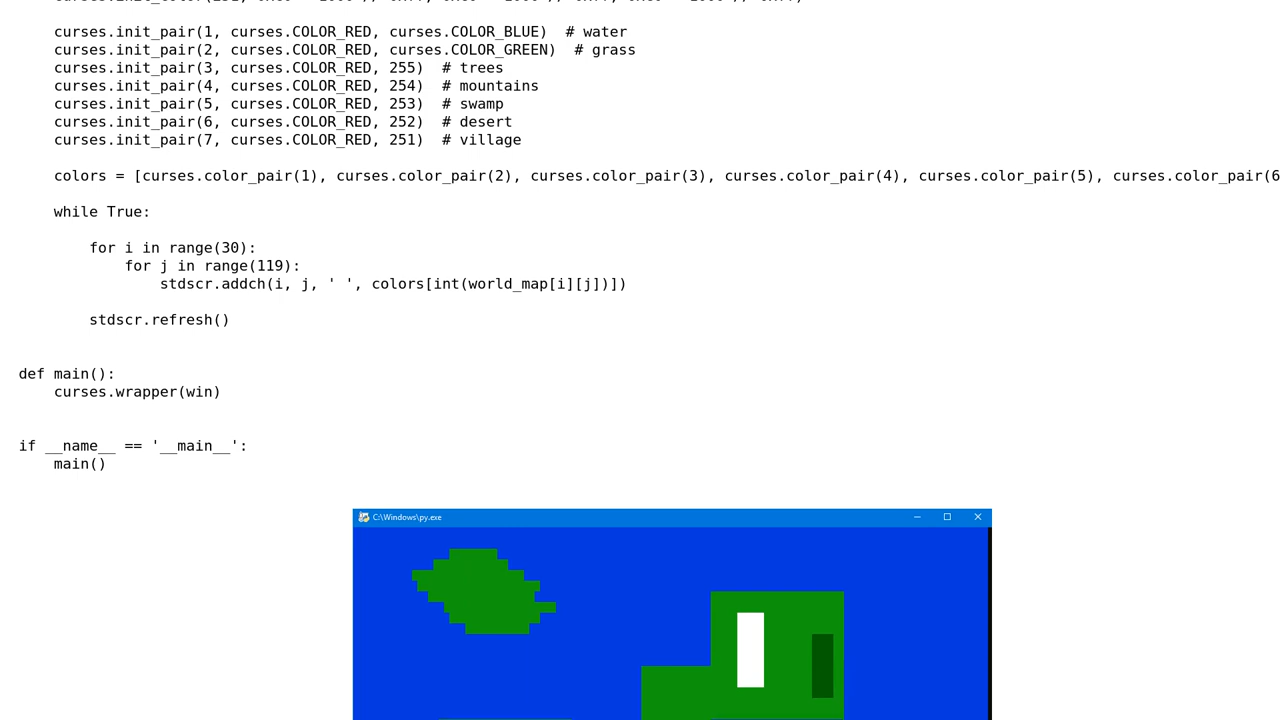 curses.init_pair(1, curses.COLOR_RED, curses.COLOR_BLUE)  # water
curses.init_pair(2, curses.COLOR_RED, curses.COLOR_GREEN)  # grass
curses.init_pair(3, curses.COLOR_RED, 255)  # trees
curses.init_pair(4, curses.COLOR_RED, 254)  # mountains
curses.init_pair(5, curses.COLOR_RED, 253)  # swamp
curses.init_pair(6, curses.COLOR_RED, 252)  # desert
curses.init_pair(7, curses.COLOR_RED, 251)  # village
colors = [curses.color_pair(1), curses.color_pair(2), curses.color_pair(3), curses.color_pair(4), curses.color_pair(5), curses.color_pair(6
while True:
for i in range(30):
for j in range(119):
stdscr.addch(i, j, ' ', colors[int(world_map[i][j])])
stdscr.refresh()
def main():
curses.wrapper(win)
if __name__ == '__main__':
main()
C:\Windows\py.exe